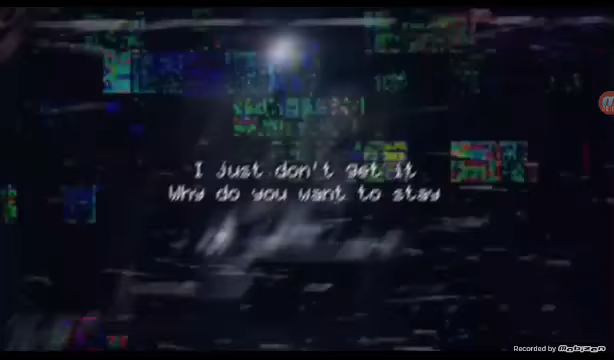 I just don't get it
Why do you want to stay
Recorded by Mobizen